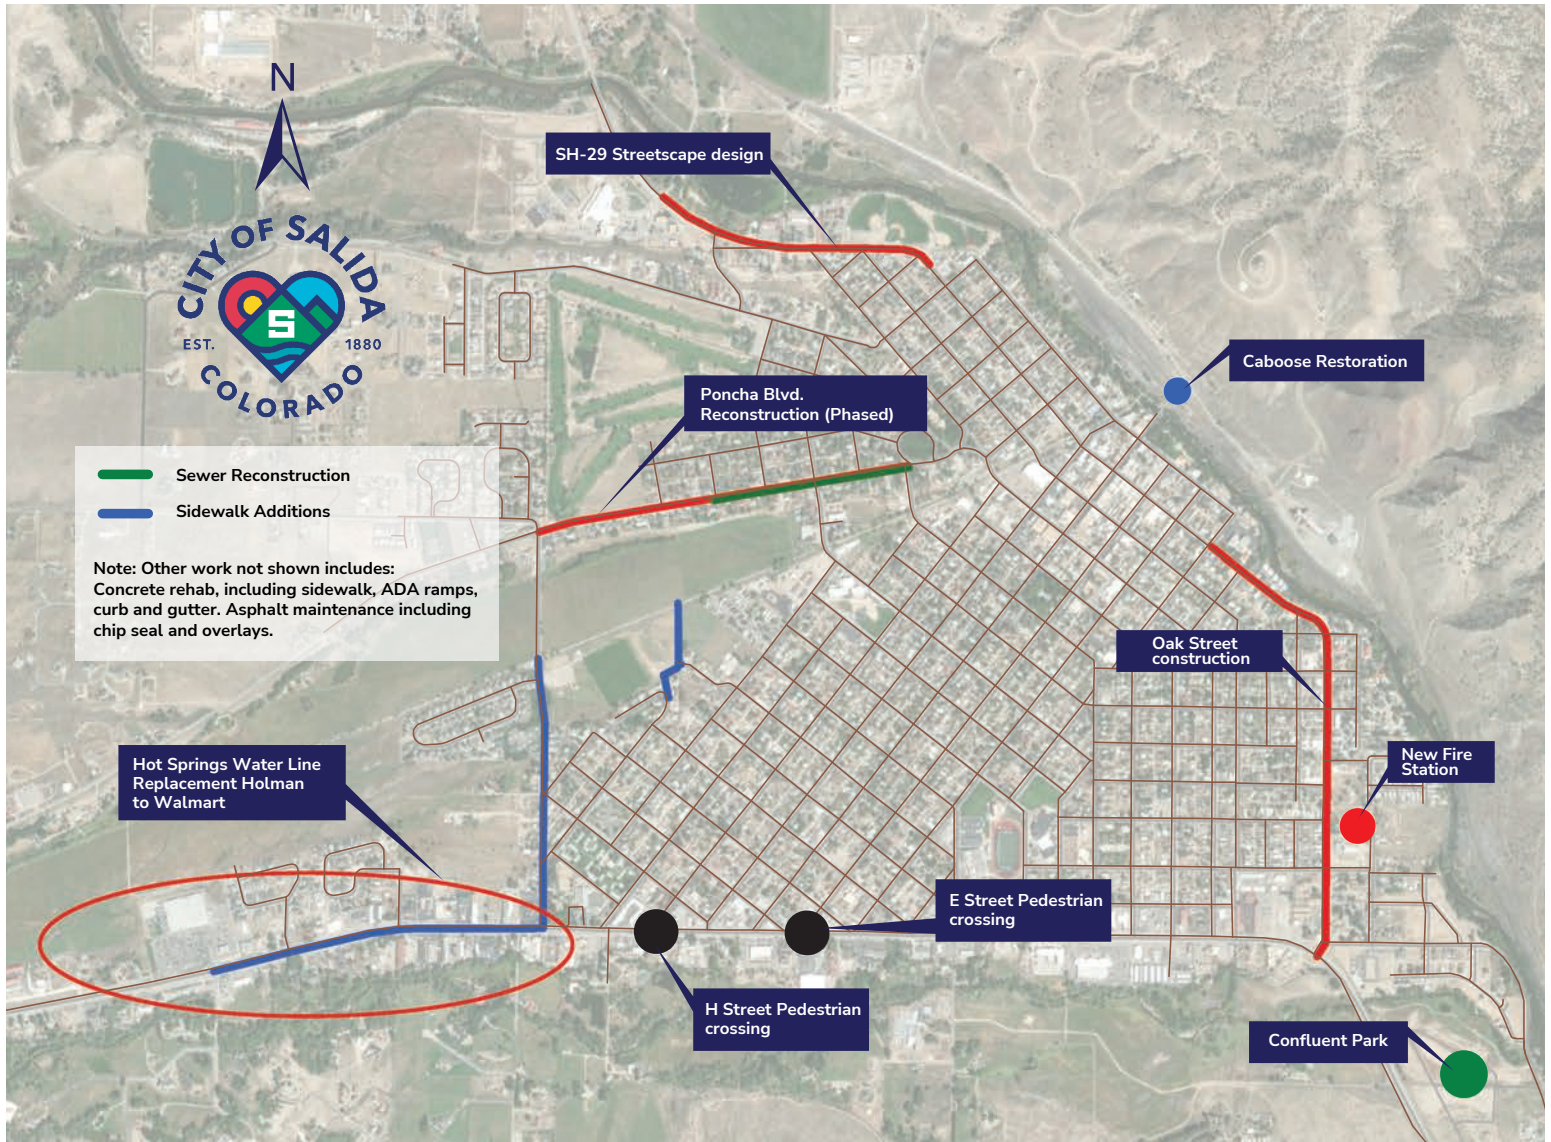 N
SH-29 Streetscape design
CITY OF SALIDA
S
EST. 1880
COLORADO
Caboose Restoration
Poncha Blvd.
Reconstruction (Phased)
Sewer Reconstruction
Sidewalk Additions
Note: Other work not shown includes:
Concrete rehab, including sidewalk, ADA ramps,
curb and gutter. Asphalt maintenance including
chip seal and overlays.
Oak Street
construction
Hot Springs Water Line
Replacement Holman
to Walmart
New Fire
Station
E Street Pedestrian
crossing
H Street Pedestrian
crossing
Confluent Park